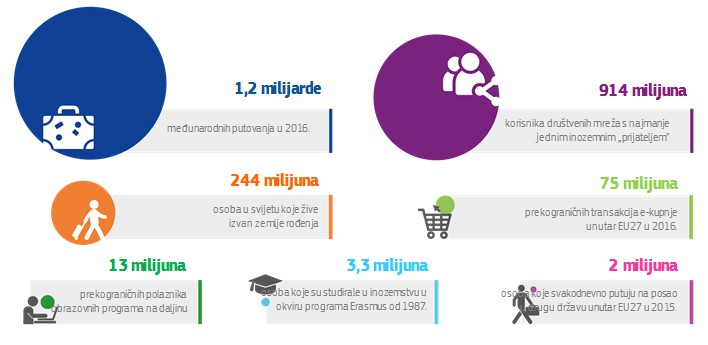 1,2 milijarde
međunarodnih putovanja u 2016.
914 milijuna
korisnika društvenih mreža s najmanje
jednim inozemnim „prijateljem”
244 milijuna
osoba u svijetu koje žive
izvan zemlje rođenja
75 milijuna
prekograničnih transakcija e-kupnje
unutar EU27 u 2016.
13 milijuna
prekograničnih polaznika
obrazovnih programa na daljinu
3,3 milijuna
osoba koje su studirale u inozemstvu u
okviru programa Erasmus od 1987.
2 milijuna
osoba koje svakodnevno putuju na posao
u drugu državu unutar EU27 u 2015.